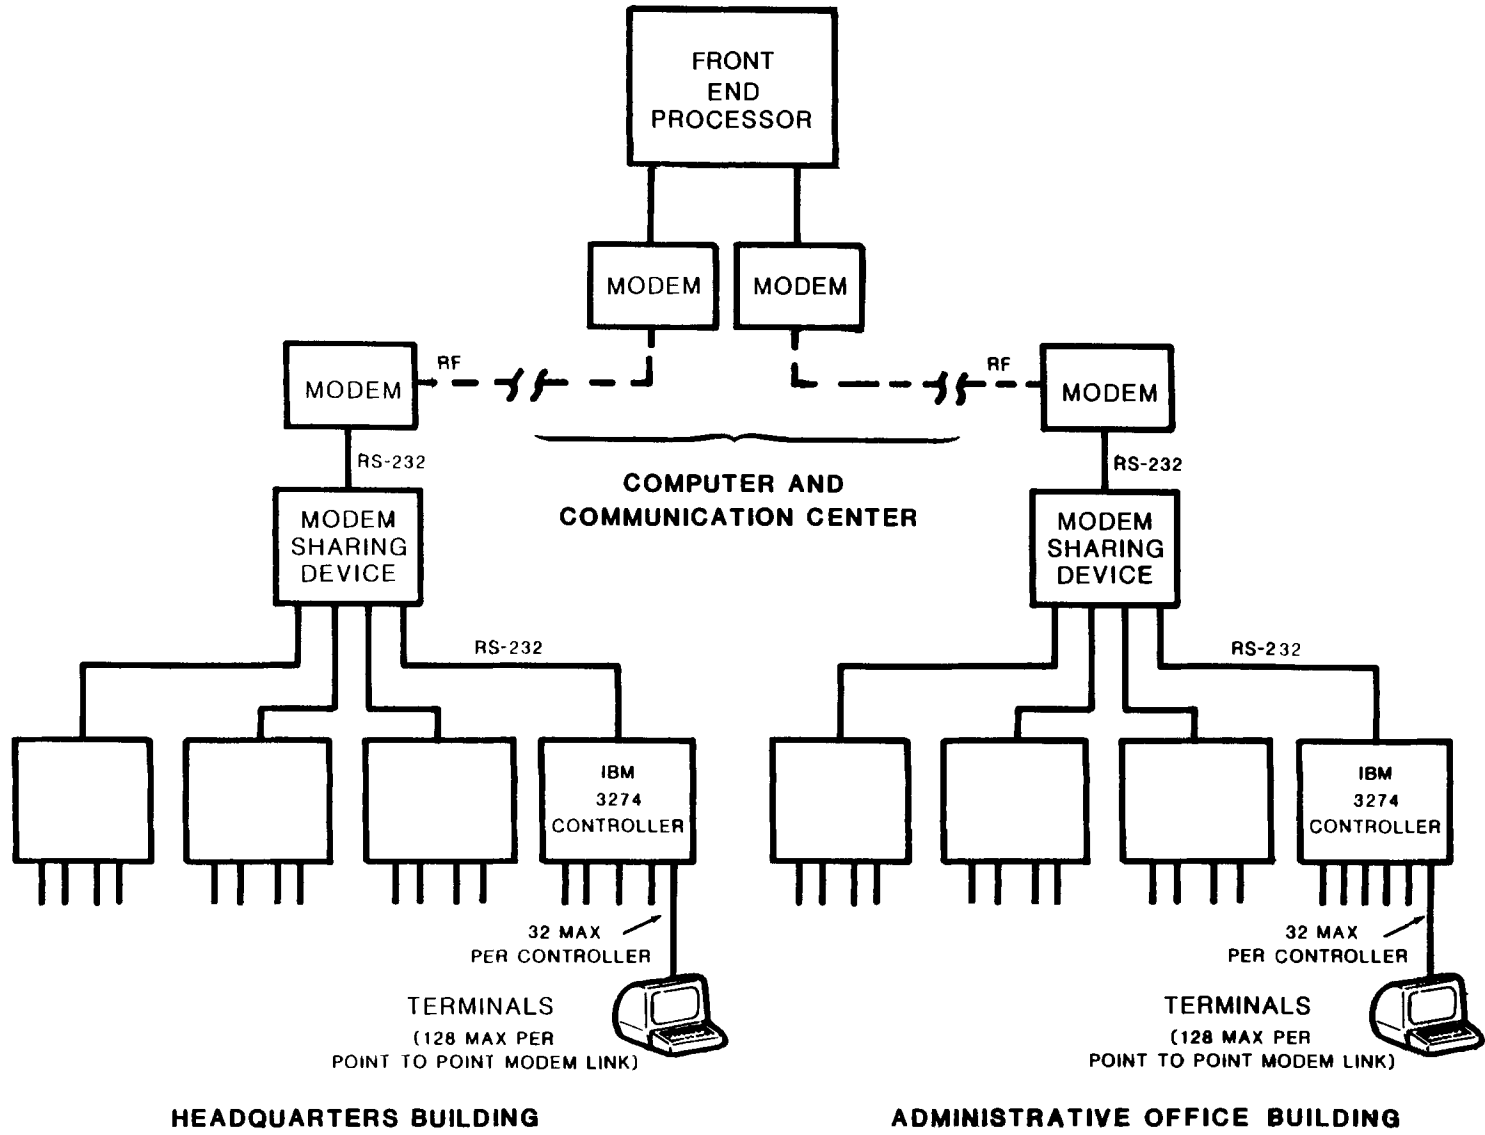 FRONT
END
PROCESSOR
MODEM
MODEM
RF
MODEM
RF
MODEM
RS-232
RS-232
COMPUTER AND
COMMUNICATION CENTER
MODEM
SHARING
DEVICE
MODEM
SHARING
DEVICE
RS-232
RS-232
IBM
3274
CONTROLLER
IBM
3274
CONTROLLER
32 MAX
PER CONTROLLER
32 MAX
PER CONTROLLER
TERMINALS
(128 MAX PER
POINT TO POINT MODEM LINK)
TERMINALS
(128 MAX PER
POINT TO POINT MODEM LINK)
HEADQUARTERS BUILDING
ADMINISTRATIVE OFFICE BUILDING